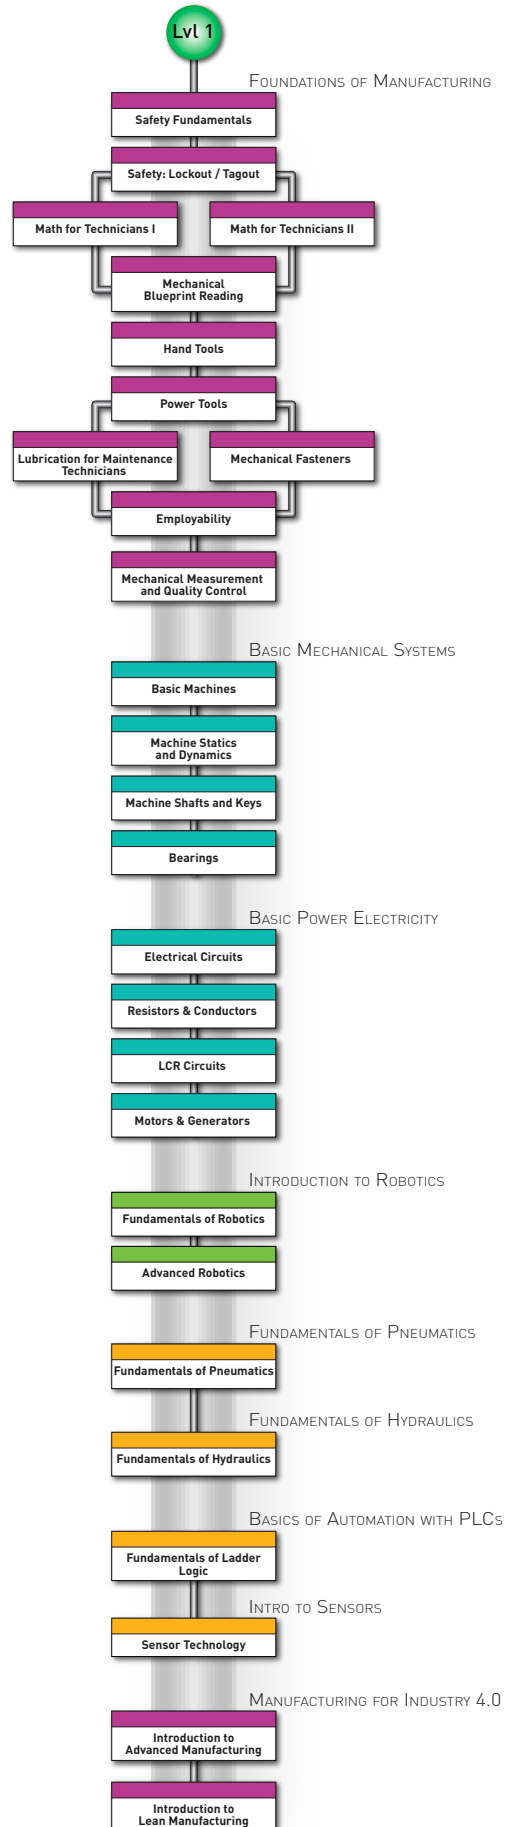 Lvl 1
Foundations of Manufacturing
Safety Fundamentals
Safety: Lockout / Tagout
Math for Technicians I
Math for Technicians II
Mechanical
Blueprint Reading
Hand Tools
Power Tools
Lubrication for Maintenance
Technicians
Mechanical Fasteners
Employability
Mechanical Measurement
and Quality Control
Basic Mechanical Systems
Basic Machines
Machine Statics
and Dynamics
Machine Shafts and Keys
Bearings
Basic Power Electricity
Electrical Circuits
Resistors & Conductors
LCR Circuits
Motors & Generators
Introduction to Robotics
Fundamentals of Robotics
Advanced Robotics
Fundamentals of Pneumatics
Fundamentals of Pneumatics
Fundamentals of Hydraulics
Fundamentals of Hydraulics
Basics of Automation with PLCs
Fundamentals of Ladder
Logic
Intro to Sensors
Sensor Technology
Manufacturing for Industry 4.0
Introduction to
Advanced Manufacturing
Introduction to
Lean Manufacturing